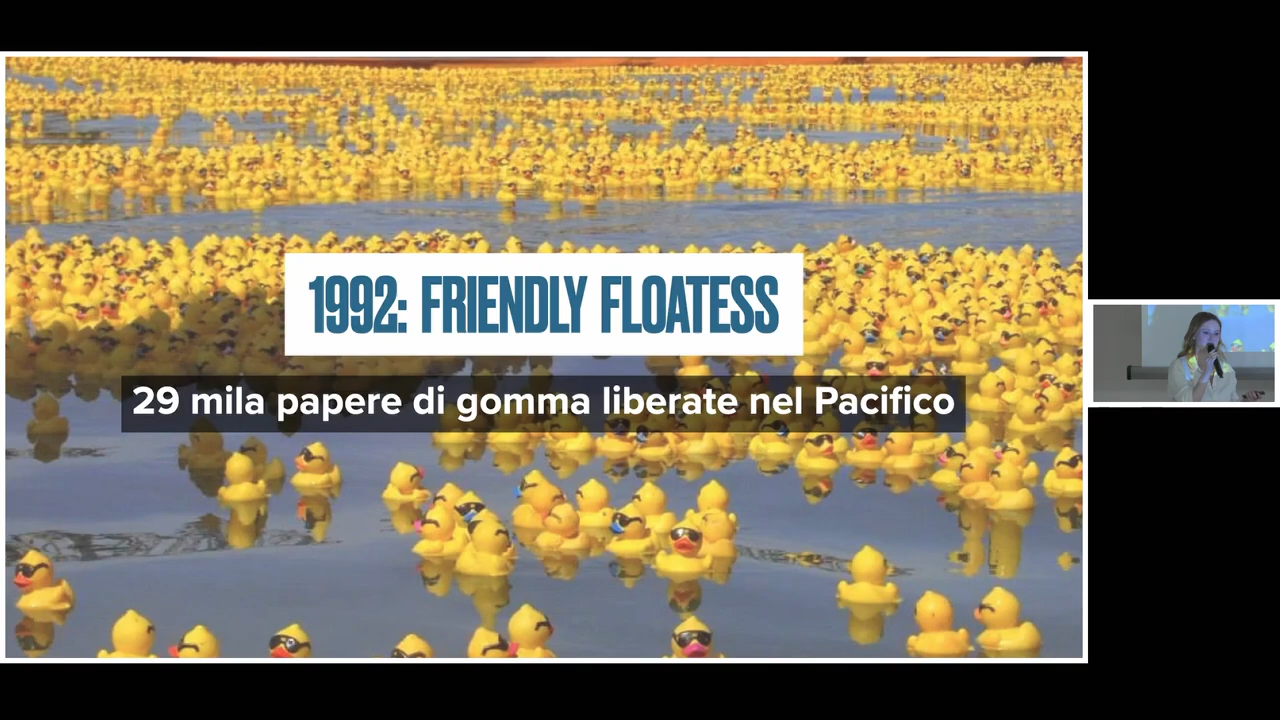 1992: FRIENDLY FLOATESS
29 mila papere di gomma liberate nel Pacifico